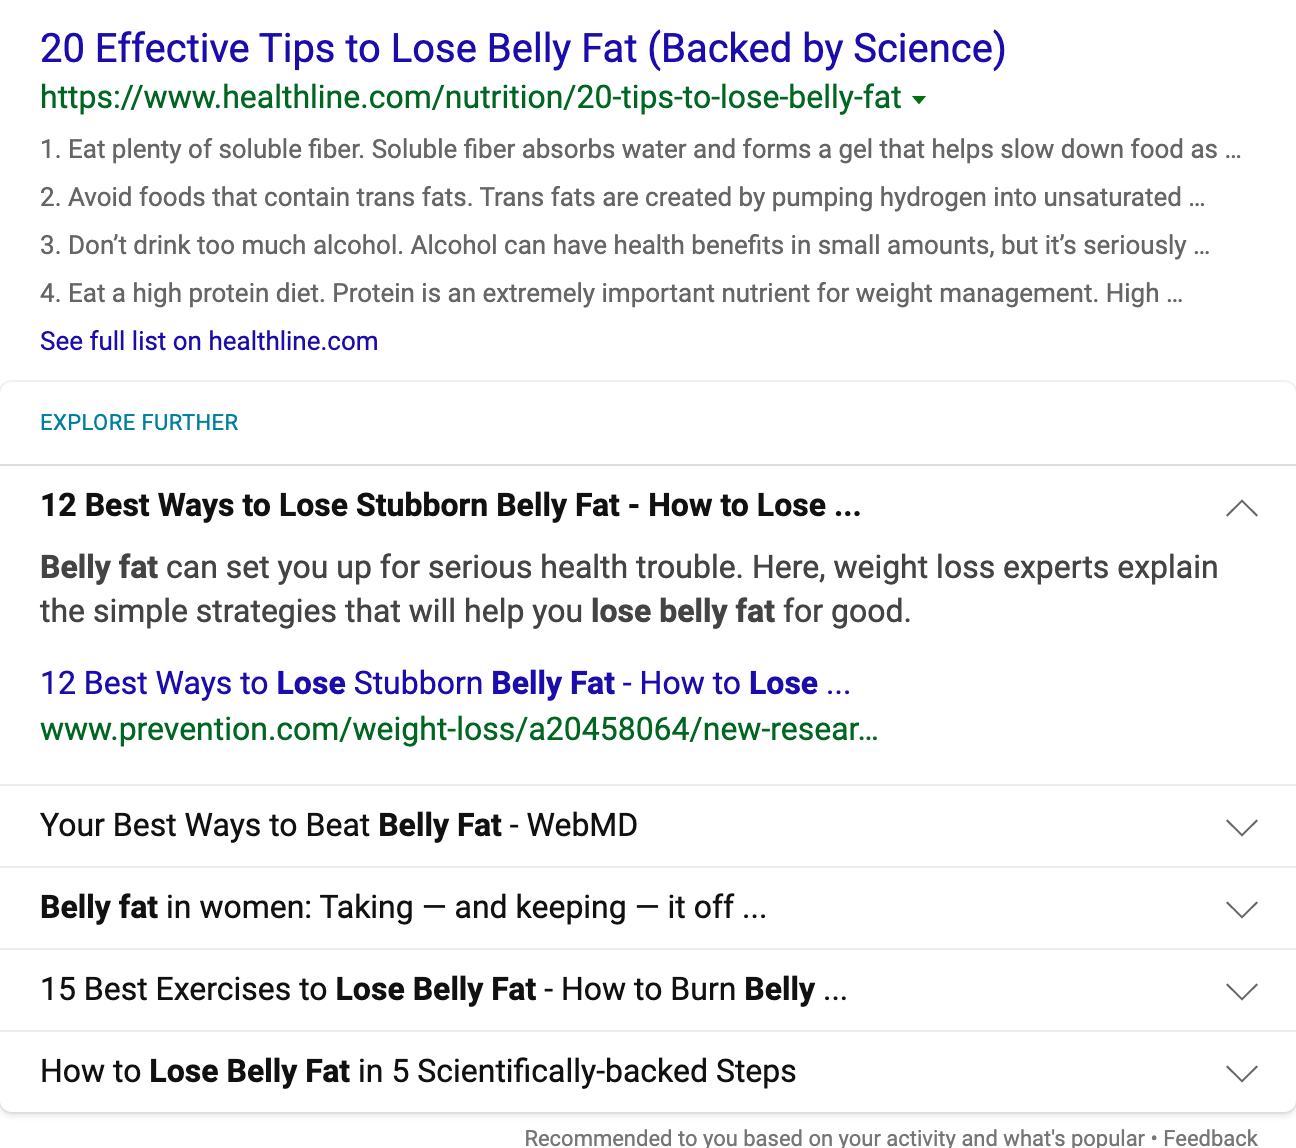 20 Effective Tips to Lose Belly Fat (Backed by Science)
https://www.healthline.com/nutrition/20-tips-to-lose-belly-fat
1. Eat plenty of soluble fiber. Soluble fiber absorbs water and forms a gel that helps slow down food as ...
2. Avoid foods that contain trans fats. Trans fats are created by pumping hydrogen into unsaturated ...
3. Don’t drink too much alcohol. Alcohol can have health benefits in small amounts, but it’s seriously ...
4. Eat a high protein diet. Protein is an extremely important nutrient for weight management. High ...
See full list on healthline.com
EXPLORE FURTHER
12 Best Ways to Lose Stubborn Belly Fat - How to Lose ...
Belly fat can set you up for serious health trouble. Here, weight loss experts explain
the simple strategies that will help you lose belly fat for good.
12 Best Ways to Lose Stubborn Belly Fat - How to Lose ...
www.prevention.com/weight-loss/a20458064/new-resear...
Your Best Ways to Beat Belly Fat - WebMD
Belly fat in women: Taking — and keeping — it off ...
15 Best Exercises to Lose Belly Fat - How to Burn Belly ...
How to Lose Belly Fat in 5 Scientifically-backed Steps
Recommended to you based on your activity and what's popular • Feedback